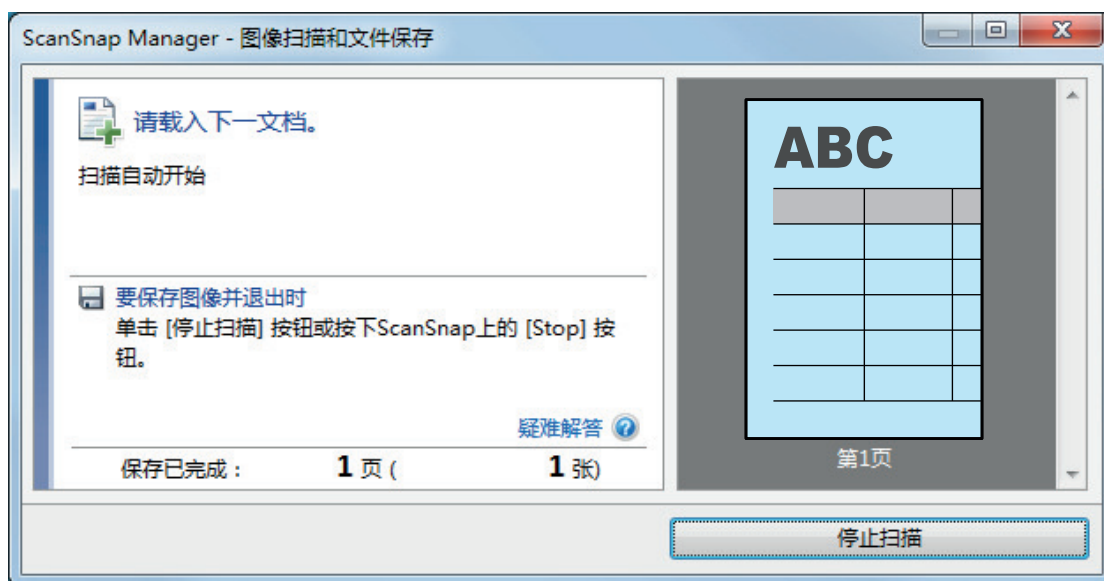 ScanSnap Manager - 图像扫描和文件保存
请载入下一文档。
扫描自动开始
要保存图像并退出时
单击 [停止扫描] 按钮或按下ScanSnap上的 [Stop] 按
钮。
疑难解答
保存已完成： 1 页 ( 1 张)
ABC
第1页
停止扫描